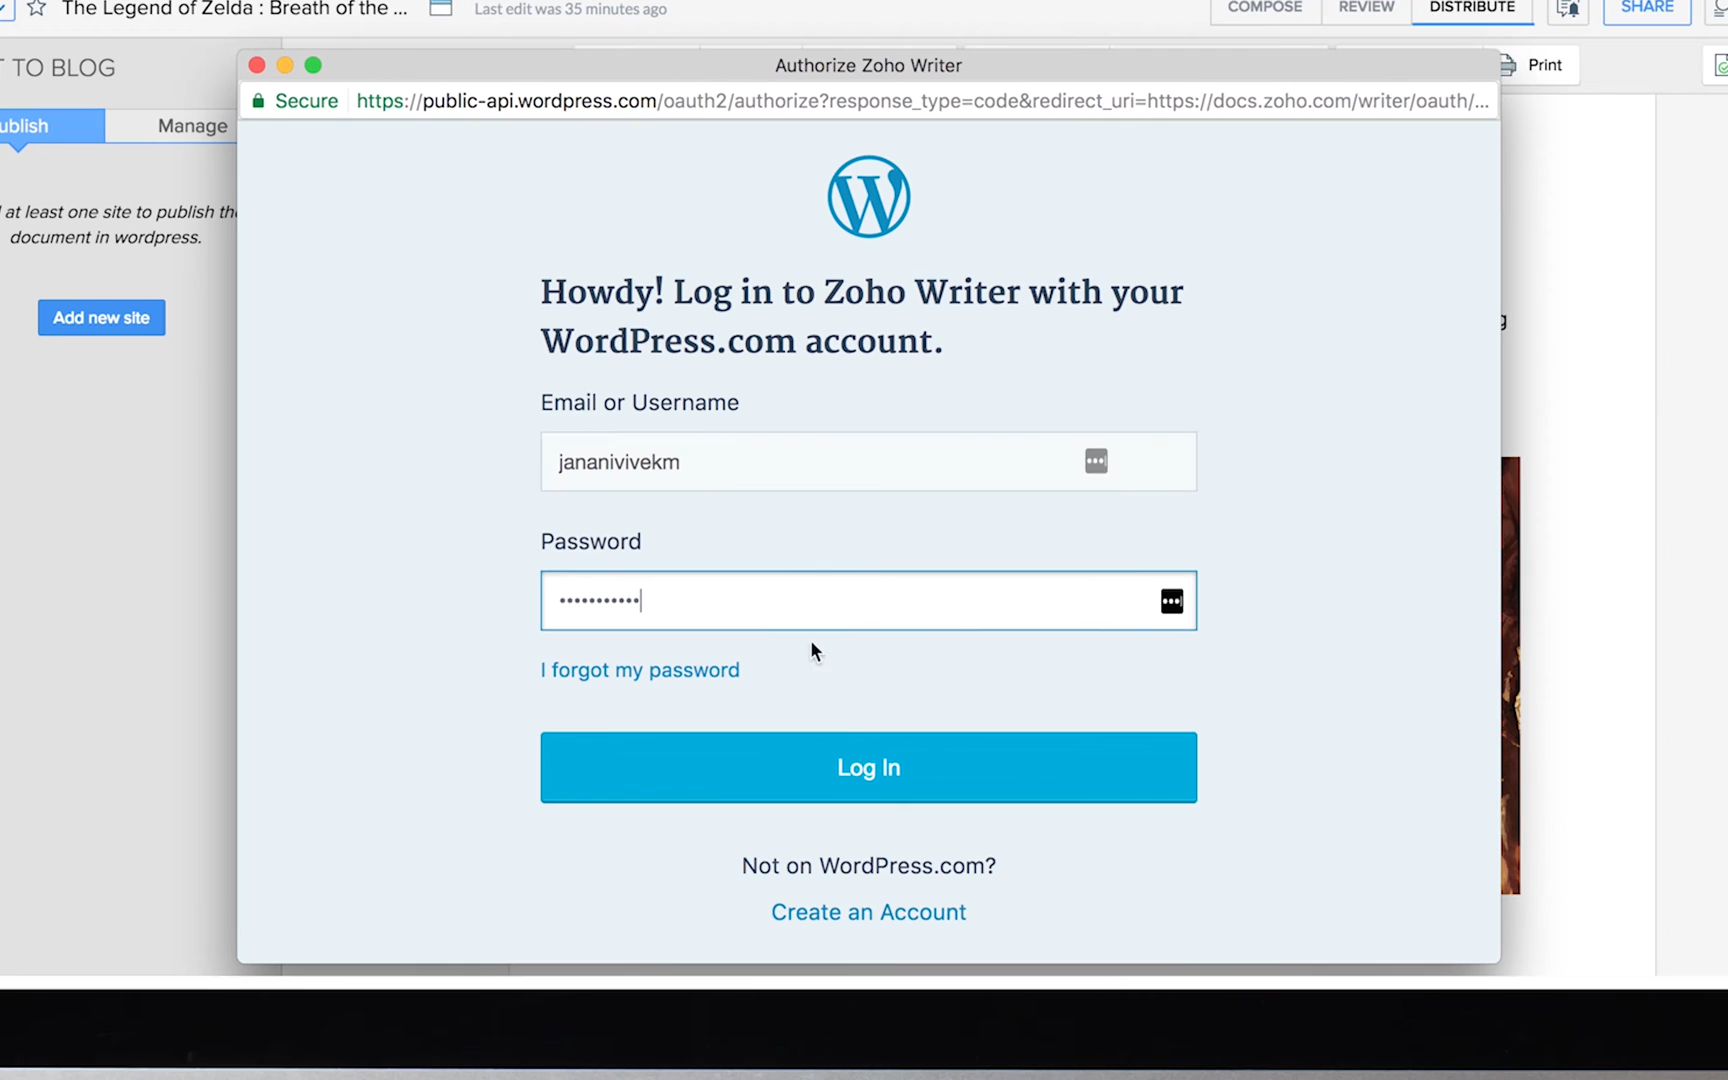 The Legend of Zelda : Breath of the ...
Last edit was 35 minutes ago
COMPOSE
REVIEW
DISTRIBUTE
SHARE
T TO BLOG
Print
Authorize Zoho Writer
Secure
https://public-api.wordpress.com/oauth2/authorize?response_type=code&redirect_uri=https://docs.zoho.com/writer/oauth/...
ublish
Manage
at least one site to publish the
document in wordpress.
Add new site
W
Howdy! Log in to Zoho Writer with your
WordPress.com account.
Email or Username
jananivivekm
Password
I forgot my password
Log In
Not on WordPress.com?
Create an Account